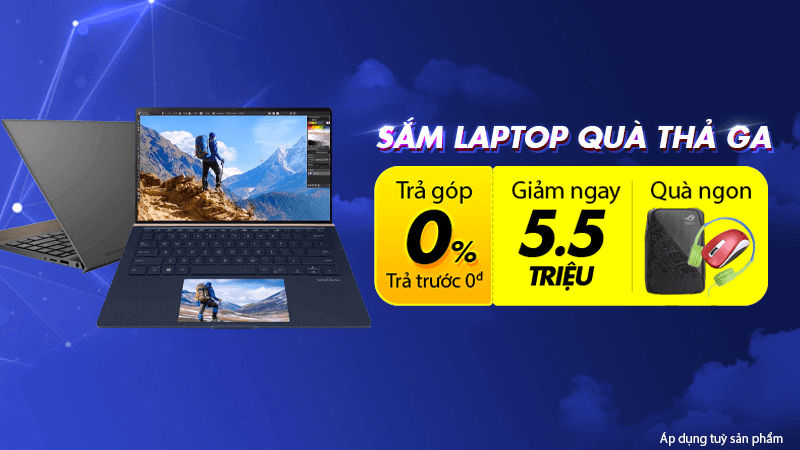 SẮM LAPTOP QUÀ THẢ GA
Trả góp
0%
Trả trước 0đ
Giảm ngay
5.5
TRIỆU
Quà ngon
Áp dụng tuỳ sản phẩm